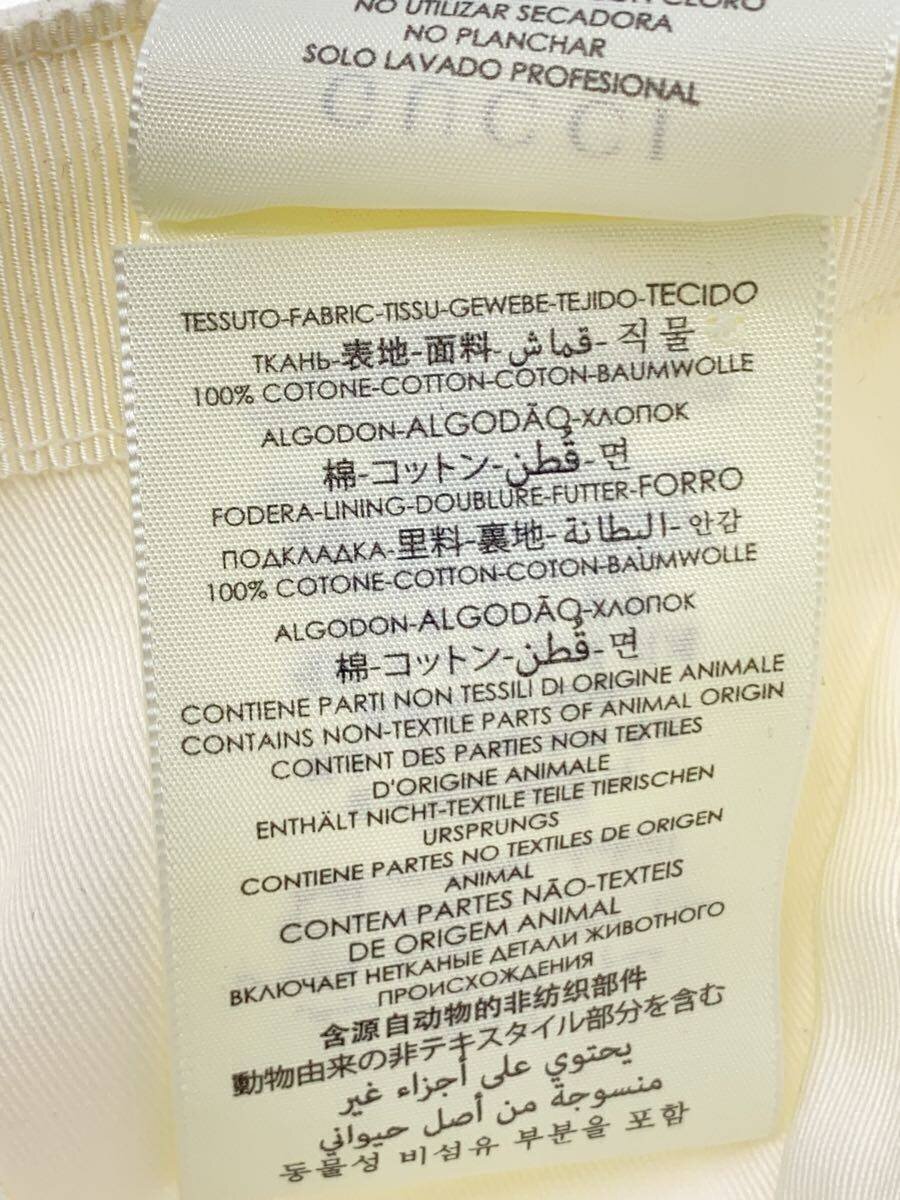 NO UTILIZAR SECADORA
NO PLANCHAR
SOLO LAVADO PROFESIONAL
TESSUTO-FABRIC-TISSU-GEWEBE-TEJIDO-TECIDO
ТКАНЬ-表地-面料-قماش-직물
100% COTONE-COTTON-COTON-BAUMWOLLE
ALGODON-ALGODÃO-ХЛОПОК
棉-コットン-قُطن-면
FODERA-LINING-DOUBLURE-FUTTER-FORRO
ПОДКЛАДКА-里料-裏地-البطانة-안감
100% COTONE-COTTON-COTON-BAUMWOLLE
ALGODON-ALGODÃO-ХЛОПОК
棉-コットン-قُطن-면
CONTIENE PARTI NON TESSILI DI ORIGINE ANIMALE
CONTAINS NON-TEXTILE PARTS OF ANIMAL ORIGIN
CONTIENT DES PARTIES NON TEXTILES
D'ORIGINE ANIMALE
ENTHÄLT NICHT-TEXTILE TEILE TIERISCHEN
URSPRUNGS
CONTIENE PARTES NO TEXTILES DE ORIGEN
ANIMAL
CONTEM PARTES NÃO-TEXTEIS
DE ORIGEM ANIMAL
ВКЛЮЧАЕТ НЕТКАНЫЕ ДЕТАЛИ ЖИВОТНОГО
ПРОИСХОЖДЕНИЯ
含源自动物的非纺织部件
動物由来の非テキスタイル部分を含む
يحتوي على أجزاء غير
منسوجة من أصل حيواني
동물성 비섬유 부분을 포함